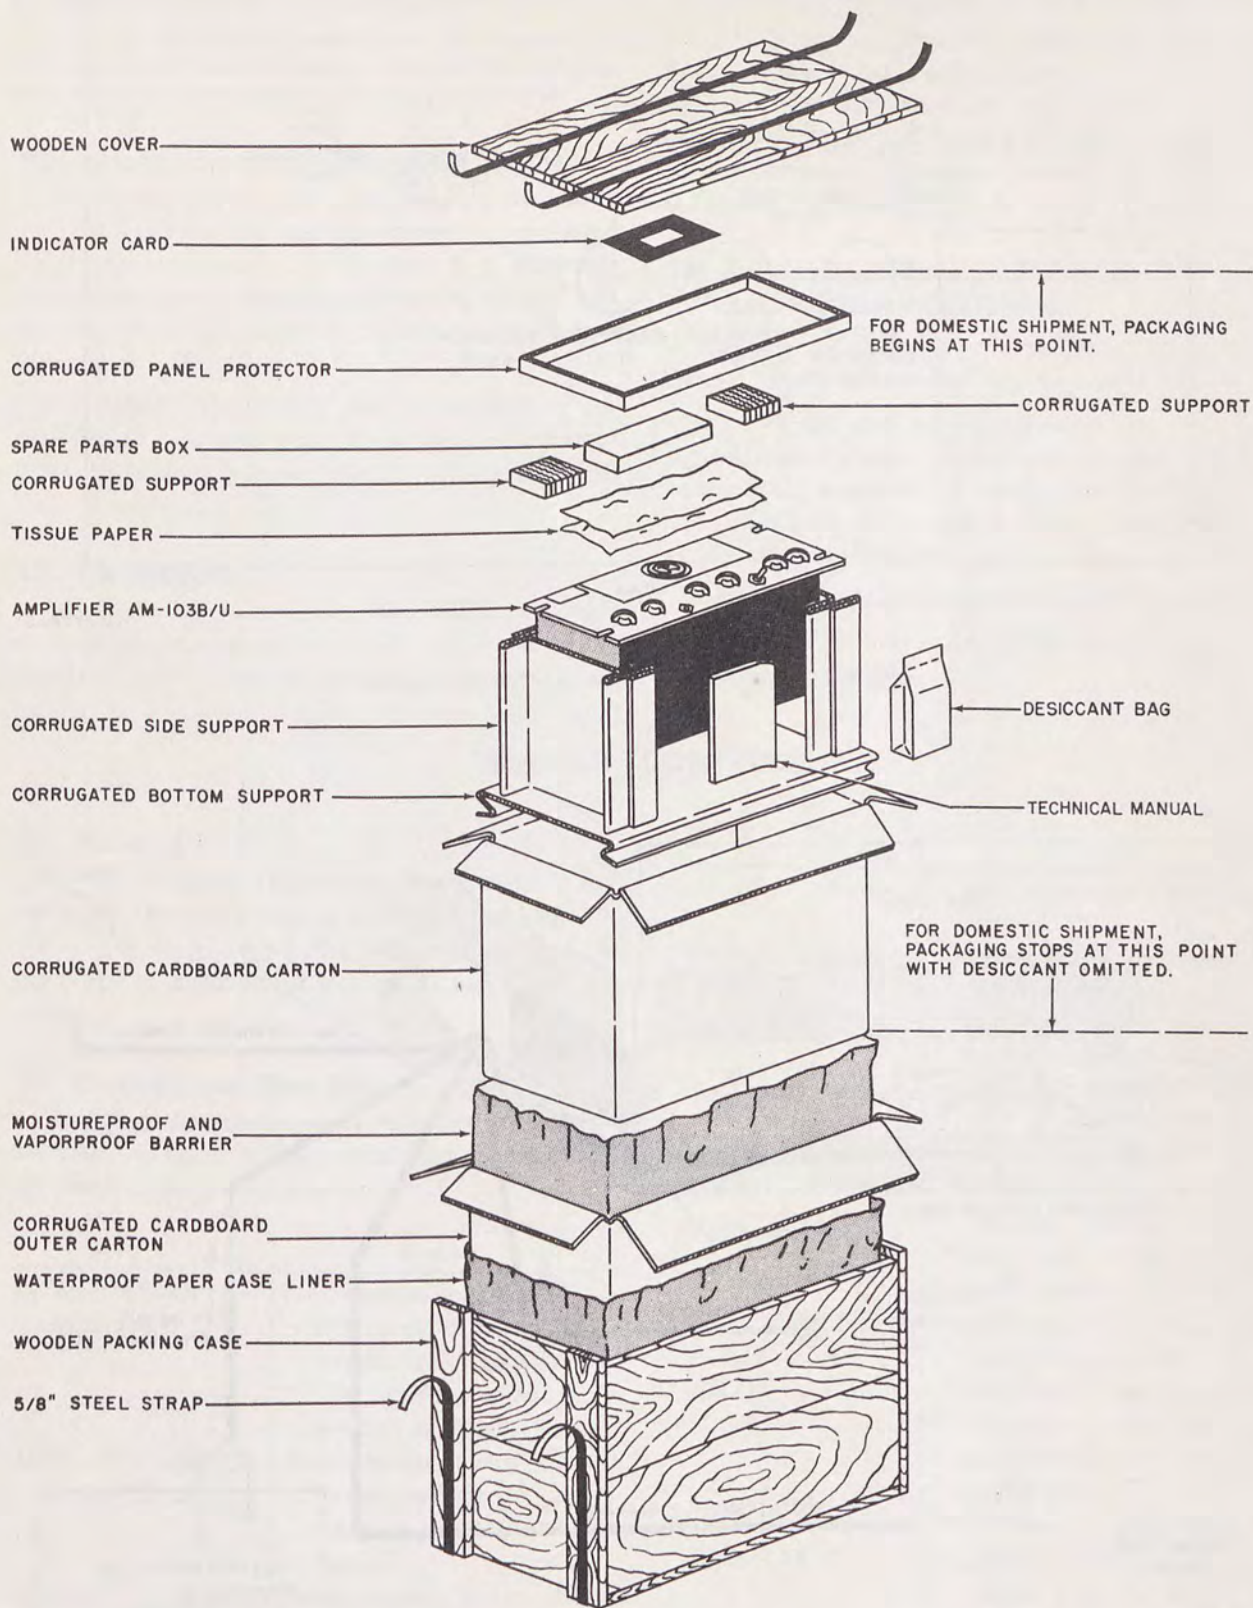 WOODEN COVER
INDICATOR CARD
FOR DOMESTIC SHIPMENT, PACKAGING
BEGINS AT THIS POINT.
CORRUGATED PANEL PROTECTOR
CORRUGATED SUPPORT
SPARE PARTS BOX
CORRUGATED SUPPORT
TISSUE PAPER
AMPLIFIER AM-103B/U
DESICCANT BAG
CORRUGATED SIDE SUPPORT
CORRUGATED BOTTOM SUPPORT
TECHNICAL MANUAL
FOR DOMESTIC SHIPMENT,
PACKAGING STOPS AT THIS POINT
WITH DESICCANT OMITTED.
CORRUGATED CARDBOARD CARTON
MOISTUREPROOF AND
VAPORPROOF BARRIER
CORRUGATED CARDBOARD
OUTER CARTON
WATERPROOF PAPER CASE LINER
WOODEN PACKING CASE
5/8" STEEL STRAP